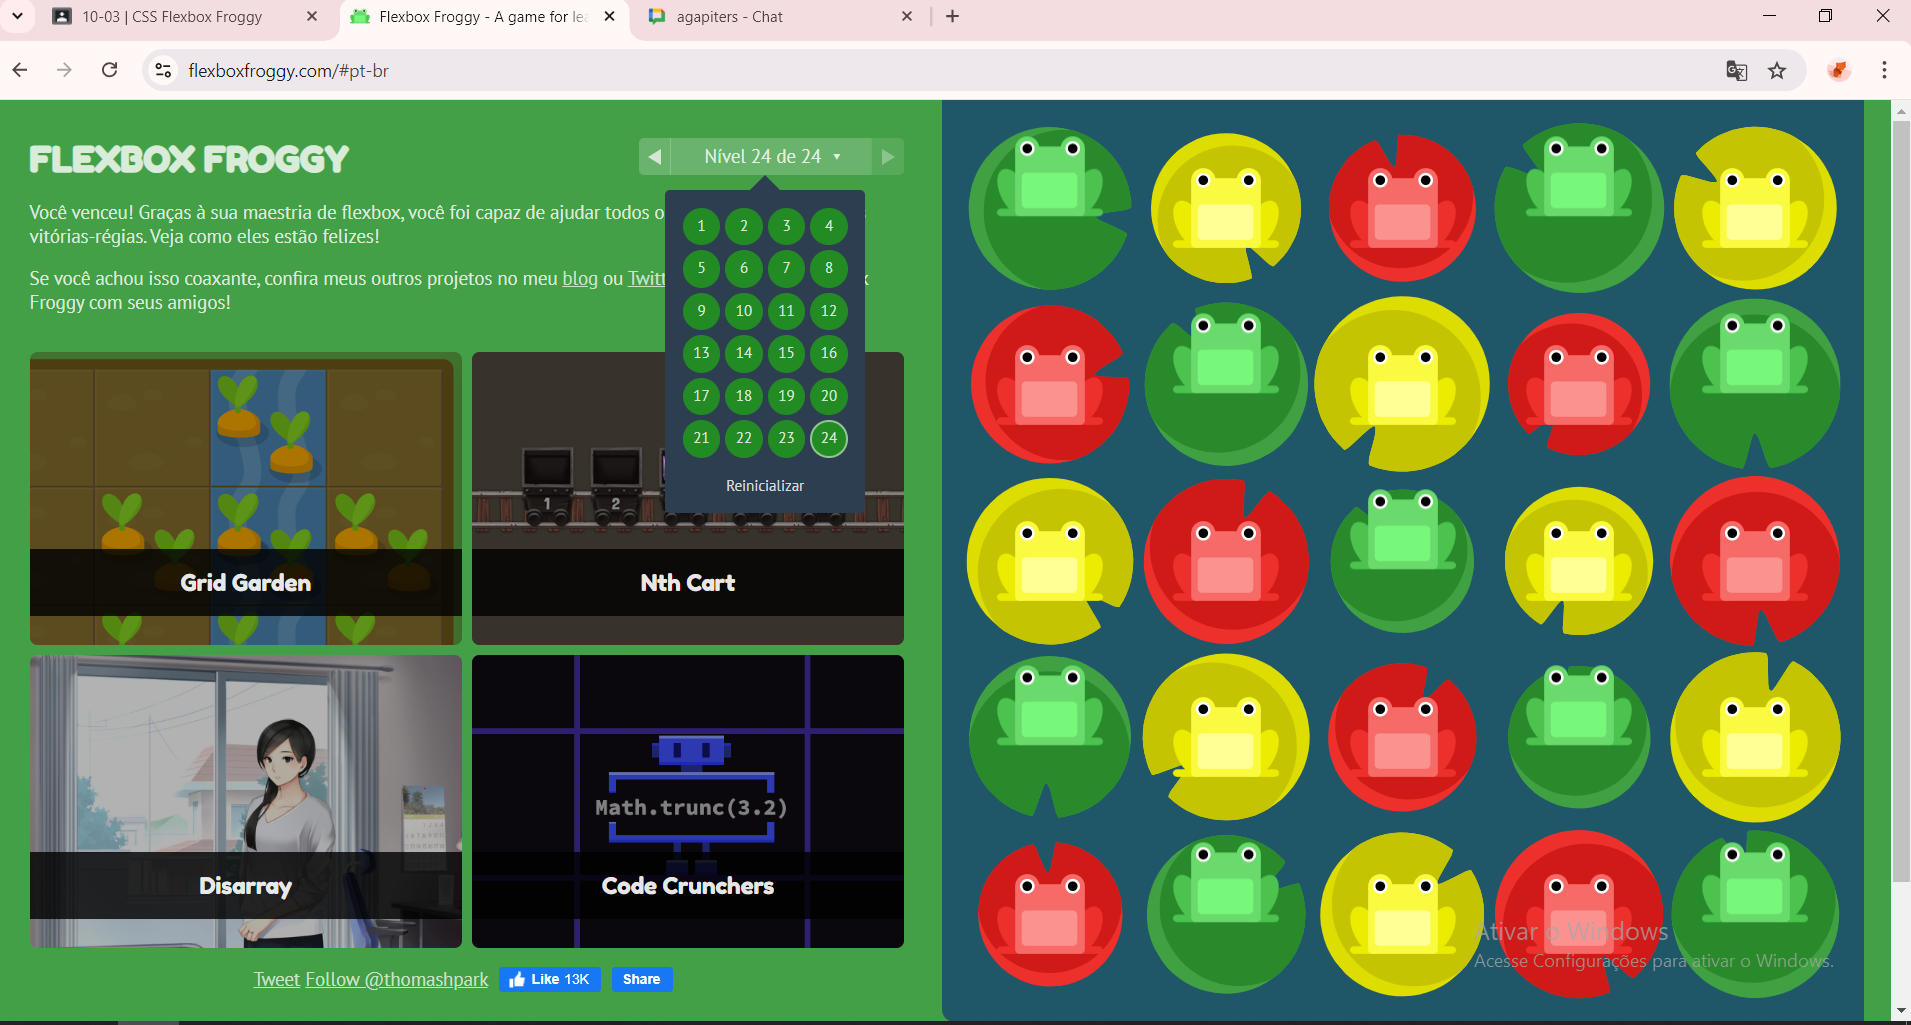 10-03 | CSS Flexbox Froggy
Flexbox Froggy - A game for lea
agapiters - Chat
flexboxfroggy.com/#pt-br
FLEXBOX FROGGY
Nível 24 de 24
Você venceu! Graças à sua maestria de flexbox, você foi capaz de ajudar todos o
vitórias-régias. Veja como eles estão felizes!
Se você achou isso coaxante, confira meus outros projetos no meu blog ou Twitt
Froggy com seus amigos!
1 2 3 4
5 6 7 8
9 10 11 12
13 14 15 16
17 18 19 20
21 22 23 24
Reinicializar
1 2
Grid Garden
Nth Cart
Math.trunc(3.2)
Disarray
Code Crunchers
Tweet Follow @thomashpark Like 13K Share
Ativar o Windows
Acesse Configurações para ativar o Windows.